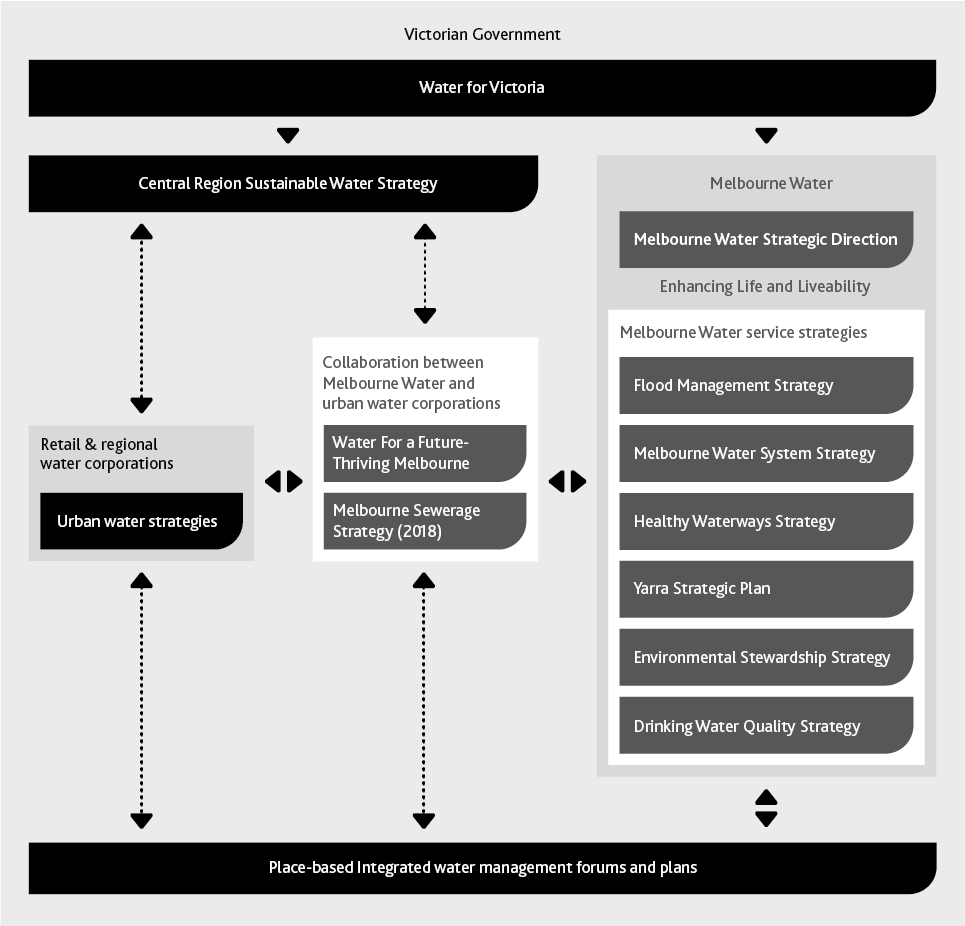 Victorian Government
Water for Victoria
Central Region Sustainable Water Strategy
Melbourne Water
Melbourne Water Strategic Direction
Enhancing Life and Liveability
Melbourne Water service strategies
Flood Management Strategy
Melbourne Water System Strategy
Healthy Waterways Strategy
Yarra Strategic Plan
Environmental Stewardship Strategy
Drinking Water Quality Strategy
Collaboration between
Melbourne Water and
urban water corporations
Water For a Future-
Thriving Melbourne
Melbourne Sewerage
Strategy (2018)
Retail & regional
water corporations
Urban water strategies
Place-based Integrated water management forums and plans